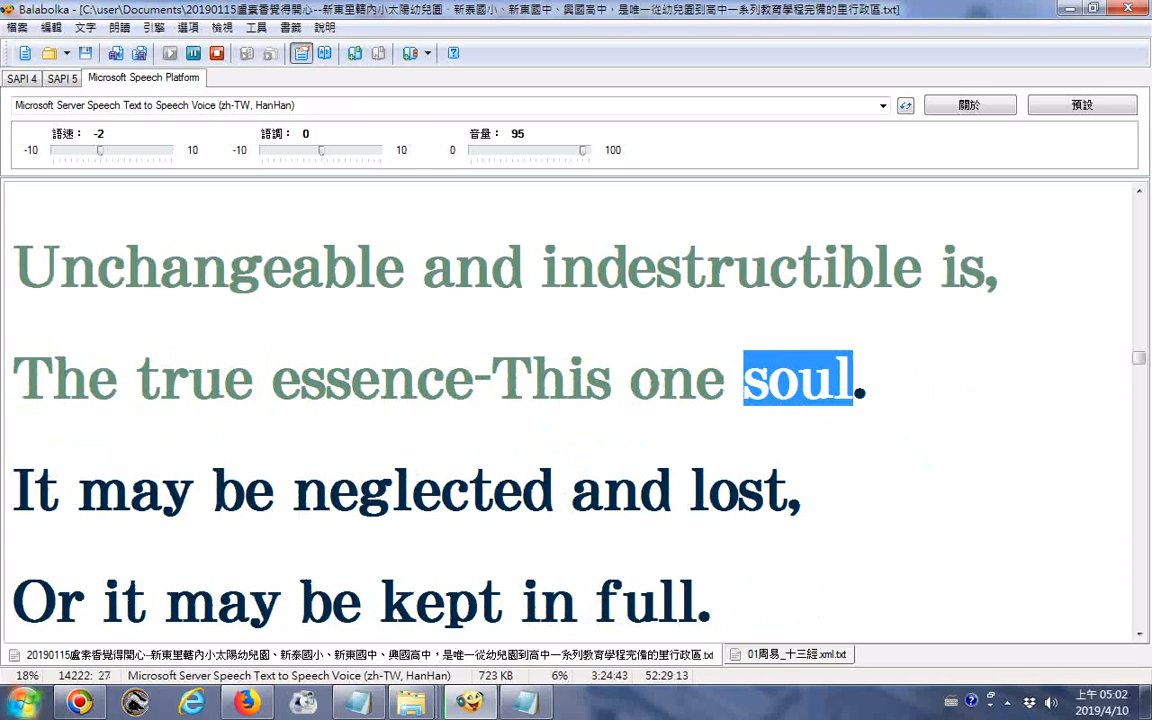 Balabolka - [C:\user\Documents\20190115盧素香覺得開心--新東里轄內小太陽幼兒園、新泰國小、新東國中、興國高中，是唯一從幼兒園到高中一系列教育學程完備的里行政區.txt]
檔案 編輯 文字 朗讀 引擎 選項 檢視 工具 書籤 說明
SAPI 4 SAPI 5 Microsoft Speech Platform
Microsoft Server Speech Text to Speech Voice (zh-TW, HanHan) 關於 預設
語速： -2 語調： 0 音量： 95
-10 10 -10 10 0 100
Unchangeable and indestructible is,
The true essence-This one soul.
It may be neglected and lost,
Or it may be kept in full.
20190115盧素香覺得開心--新東里轄內小太陽幼兒園、新泰國小、新東國中、興國高中，是唯一從幼兒園到高中一系列教育學程完備的里行政區.txt 01周易_十三經.xml.txt
18% 14222: 27 Microsoft Server Speech Text to Speech Voice (zh-TW, HanHan) 723 KB 6% 3:24:43 52:29 13
上午 05:02
2019/4/10